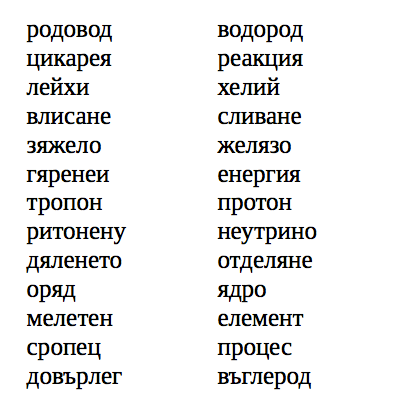 родовод водород
цикарея реакция
лейхи хелий
влисане сливане
зяжело желязо
гяренеи енергия
тропон протон
ритонену неутрино
дяленето отделяне
оряд ядро
мелетен елемент
сропец процес
довърлег въглерод